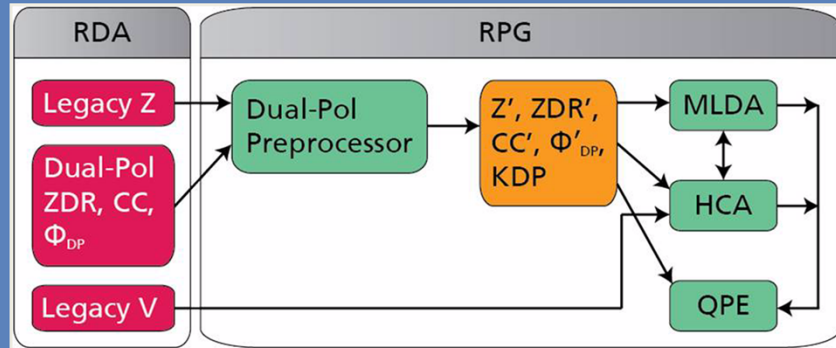 RDA
RPG
Legacy Z
Dual-Pol
ZDR, CC,
ΦDP
Legacy V
Dual-Pol
Preprocessor
Z’, ZDR’,
CC’, Φ’DP,
KDP
MLDA
HCA
QPE